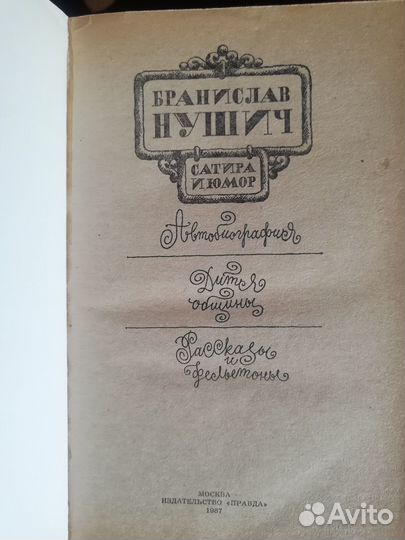 БРАНИСЛАВ
НУШИЧ
САТИРА
И ЮМОР
Автобиография
Дитя
общины
Рассказы
и
фельетоны
МОСКВА
ИЗДАТЕЛЬСТВО «ПРАВДА»
1987
Avito